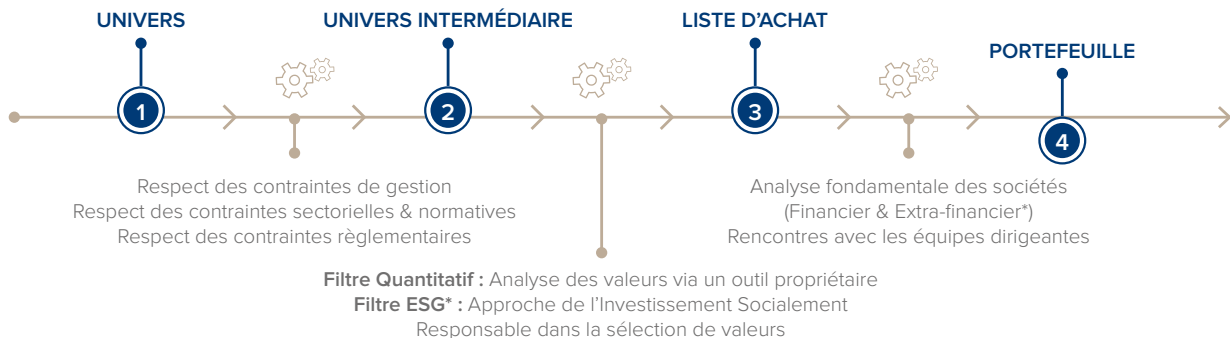 UNIVERS
UNIVERS INTERMÉDIAIRE
LISTE D'ACHAT
PORTEFEUILLE
1
2
3
4
Respect des contraintes de gestion
Respect des contraintes sectorielles & normatives
Respect des contraintes règlementaires
Analyse fondamentale des sociétés
(Financier & Extra-financier*)
Rencontres avec les équipes dirigeantes
Filtre Quantitatif : Analyse des valeurs via un outil propriétaire
Filtre ESG* : Approche de l'Investissement Socialement
Responsable dans la sélection de valeurs